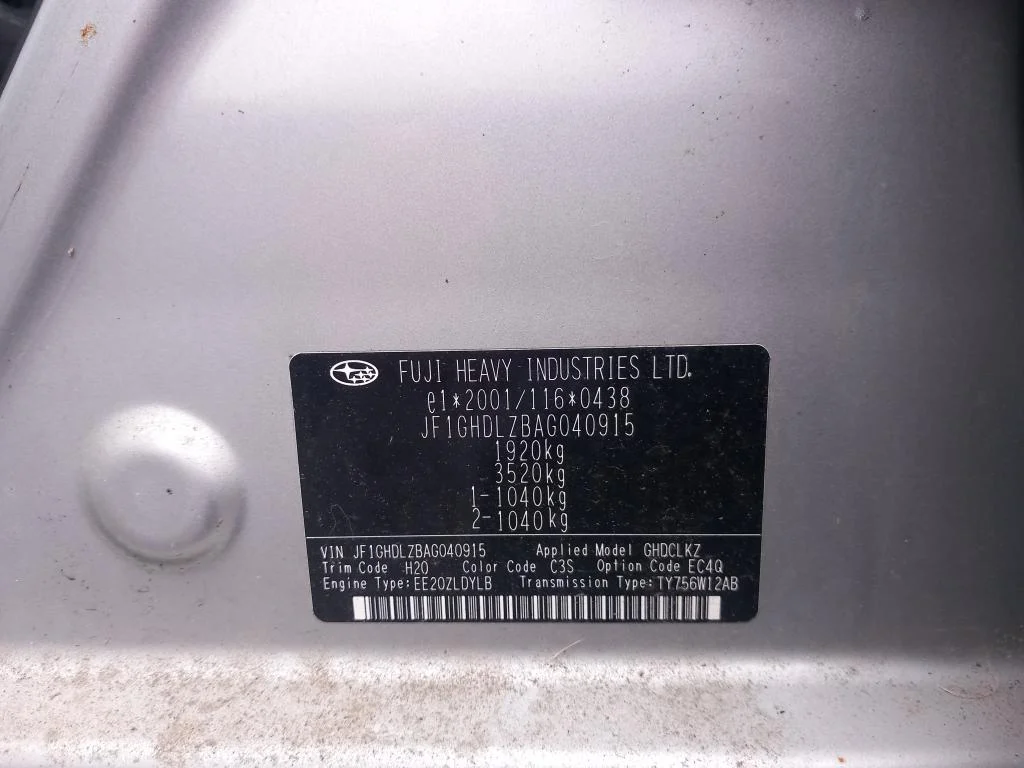 FUJI HEAVY INDUSTRIES LTD.
e1*2001/116*0438
JF1GHDLZBAG040915
1920kg
3520kg
1-1040kg
2-1040kg
VIN JF1GHDLZBAG040915 Applied Model GHDCLKZ
Trim Code H20 Color Code C3S Option Code EC4Q
Engine Type:EE20ZLDYLB Transmission Type:TY756W12AB